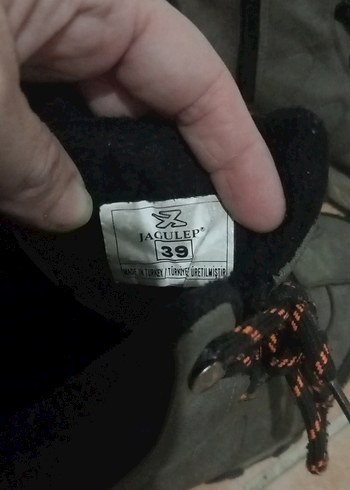 JAGULEP®
39
MADE IN TURKEY / TÜRKİYE'DE ÜRETİLMİŞTİR